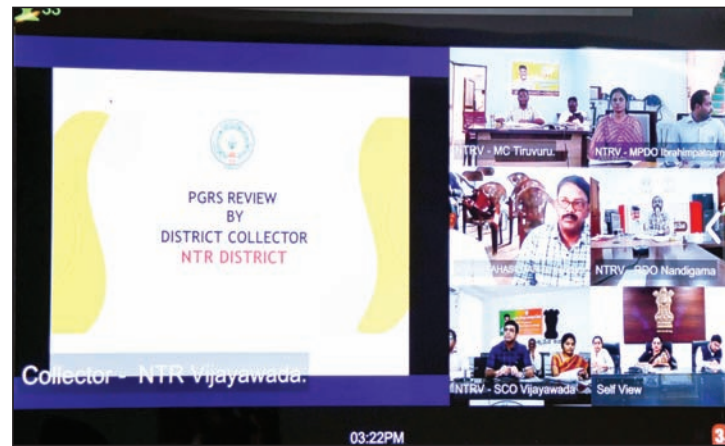 33
PGRS REVIEW
BY
DISTRICT COLLECTOR
NTR DISTRICT
Collector - NTR Vijayawada.
NTRV - MC Tiruvuru.
NTRV - MPDO Ibrahimpatnam
NTRV - RDO Nandigama
NTRV - SCO Vijayawada
Self View
03:22PM